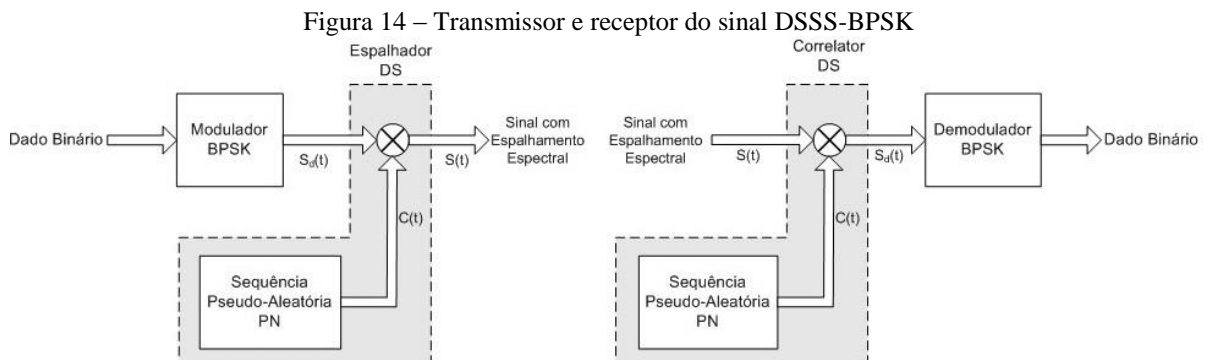 Figura 14 – Transmissor e receptor do sinal DSSS-BPSK
Espalhador
DS
Dado Binário
Modulador
BPSK
Sd(t)
S(t)
Sinal com
Espalhamento
Espectral
C(t)
Sequência
Pseudo-Aleatória
PN
Correlator
DS
Sinal com
Espalhamento
Espectral
S(t)
Sd(t)
Demodulador
BPSK
Dado Binário
C(t)
Sequência
Pseudo-Aleatória
PN